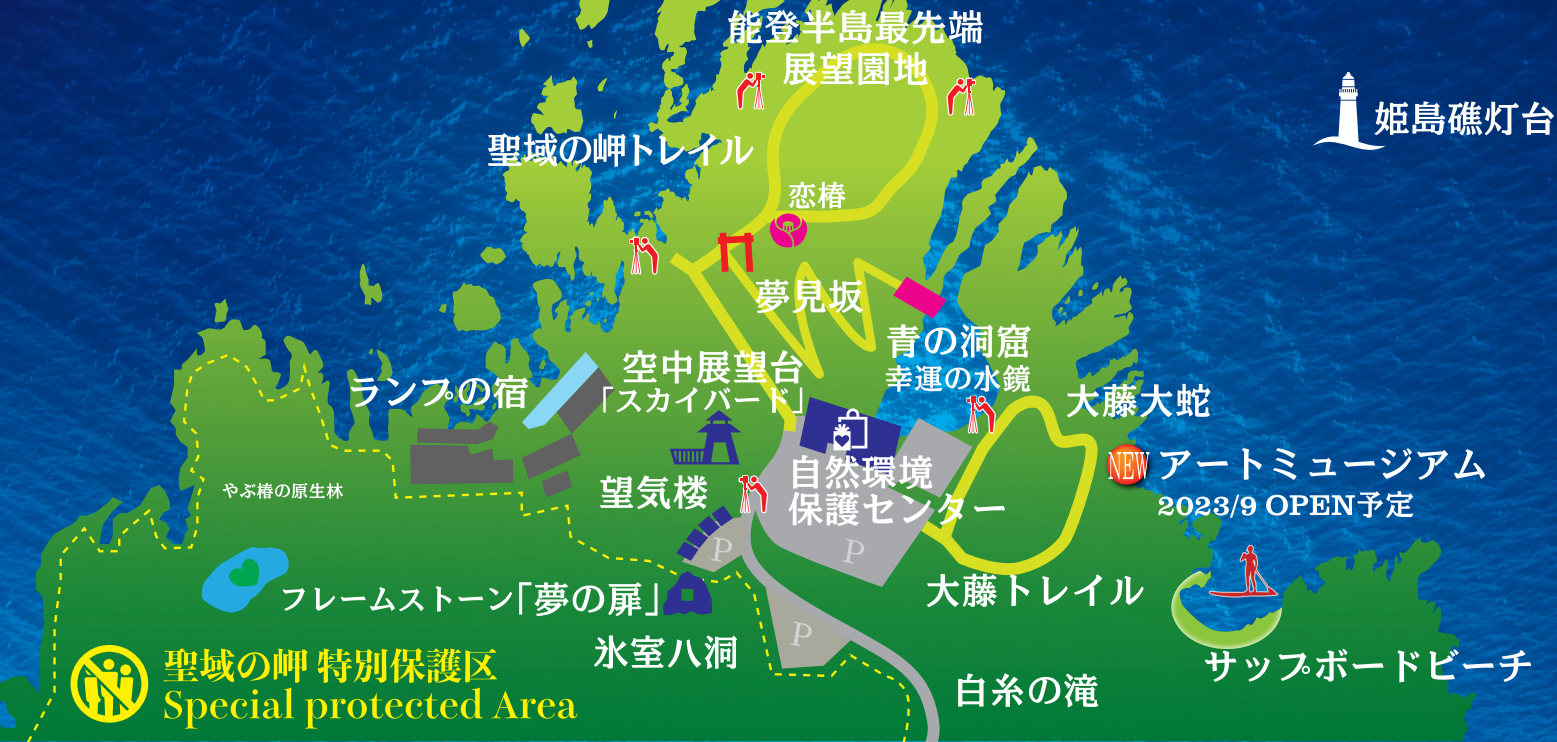 能登半島最先端
展望園地
姫島礁灯台
聖域の岬トレイル
恋椿
夢見坂
青の洞窟
幸運の水鏡
空中展望台
「スカイバード」
ランプの宿
大藤大蛇
NEW アートミュージアム
2023/9 OPEN予定
自然環境
保護センター
望気楼
やぶ椿の原生林
P
P
大藤トレイル
フレームストーン「夢の扉」
P
氷室八洞
サップボードビーチ
聖域の岬 特別保護区
Special protected Area
白糸の滝